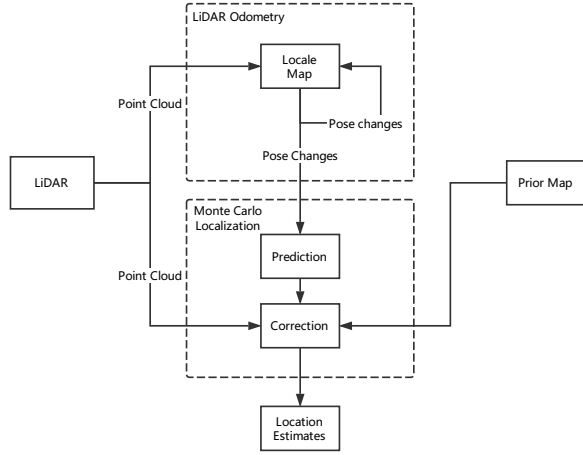 LiDAR Odometry
Locale
Map
Point Cloud
Pose changes
Pose Changes
LiDAR
Prior Map
Monte Carlo
Localization
Prediction
Point Cloud
Correction
Location
Estimates